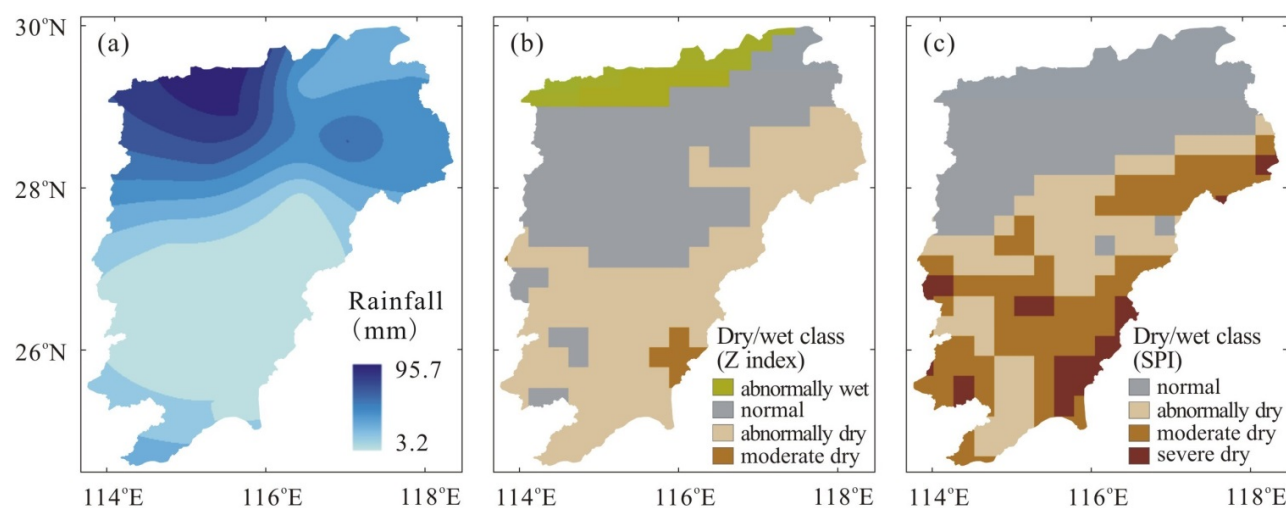 30°N
28°N
26°N
(a)
Rainfall
(mm)
95.7
3.2
114°E
116°E
118°E
(b)
Dry/wet class
(Z index)
abnormally wet
normal
abnormally dry
moderate dry
114°E
116°E
118°E
(c)
Dry/wet class
(SPI)
normal
abnormally dry
moderate dry
severe dry
114°E
116°E
118°E